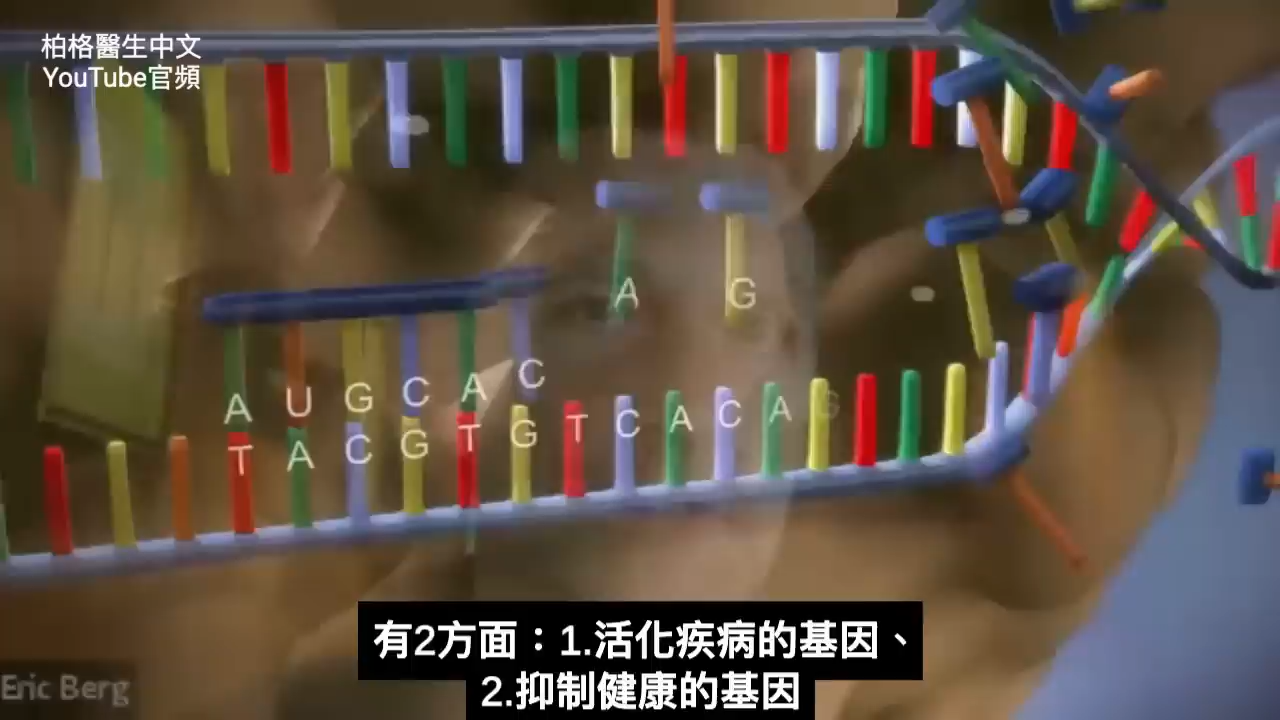 柏格醫生中文
YouTube官頻
A G
A U G C A C
T A C G T G T C A C A G
有2方面：1.活化疾病的基因、
2.抑制健康的基因
Eric Berg